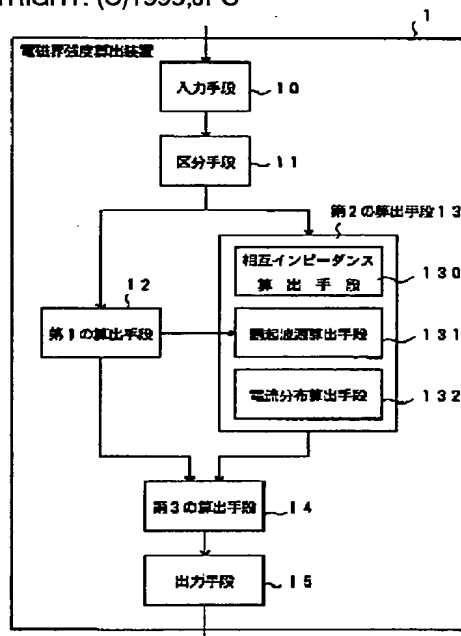 COPYRIGHT: (C)1995,JPO
1
電磁界強度算出装置
入力手段 10
区分手段 11
第2の算出手段13
相互インピーダンス
算出手段 130
12
第1の算出手段
誘起波源算出手段 131
電流分布算出手段 132
第3の算出手段 14
出力手段 15